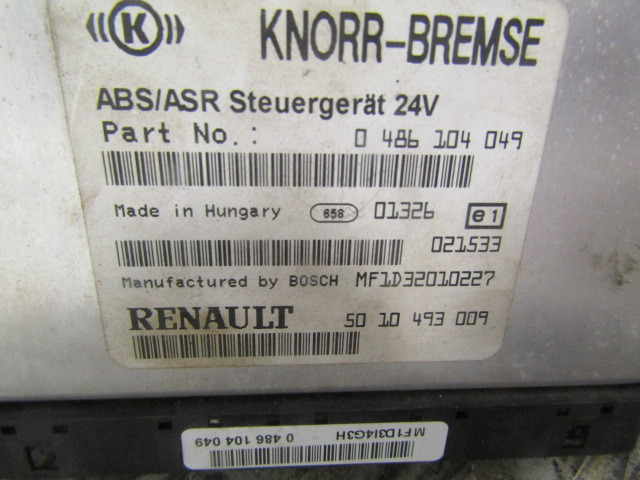 ((K)) KNORR-BREMSE
ABS/ASR Steuergerät 24V
Part No.: 0 486 104 049
Made in Hungary 658 01326 e1
021533
Manufactured by BOSCH MF1D32010227
RENAULT 50 10 493 009
MF1D3I4G3H
0 486 104 049